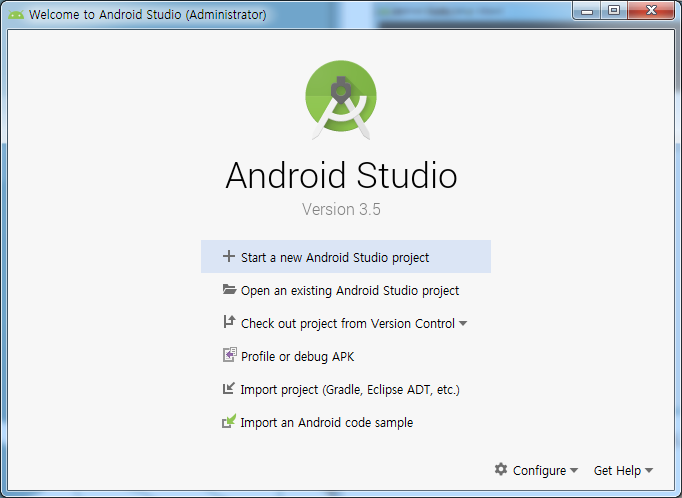 Welcome to Android Studio (Administrator)
Android Studio
Version 3.5
Start a new Android Studio project
Open an existing Android Studio project
Check out project from Version Control
Profile or debug APK
Import project (Gradle, Eclipse ADT, etc.)
Import an Android code sample
Configure Get Help